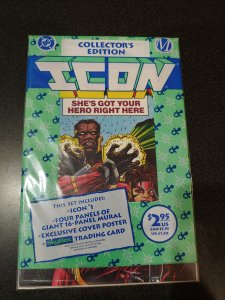 COLLECTOR'S
EDITION
DC
M
ICON
SHE'S GOT YOUR
HERO RIGHT HERE
THIS SET INCLUDES:
•ICON #1
•FOUR PANELS OF
GIANT 16-PANEL MURAL
•EXCLUSIVE COVER POSTER
•SkyBox TRADING CARD
$2.95
US